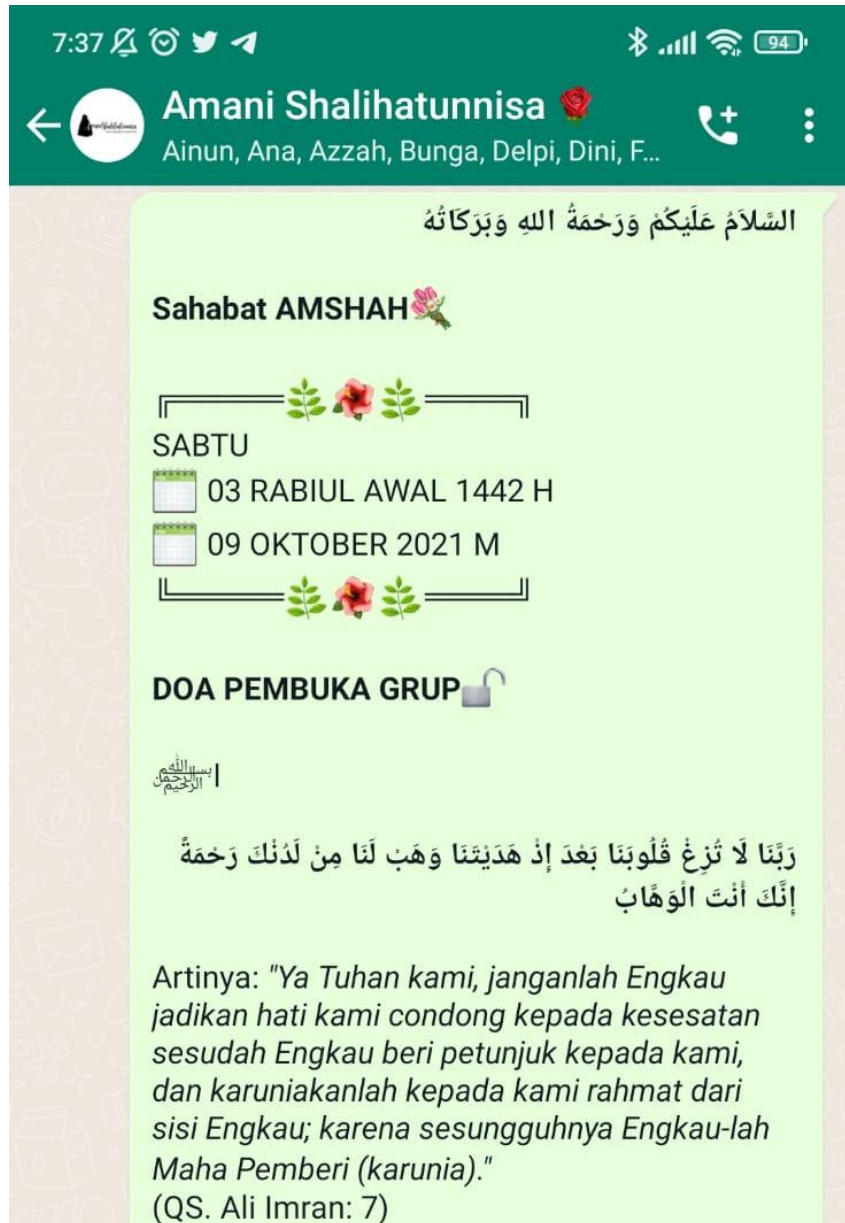 7:37
94
Amani Shalihatunnisa 🌹
Ainun, Ana, Azzah, Bunga, Delpi, Dini, F...
السَّلاَمُ عَلَيْكُمْ وَرَحْمَةُ اللهِ وَبَرَكَاتُهُ
Sahabat AMSHAH💐
╔═════🌿🌺🌿════╗
SABTU
🗓 03 RABIUL AWAL 1442 H
🗓 09 OKTOBER 2021 M
╚═════🌿🌺🌿════╝
DOA PEMBUKA GRUP🔓
﷽|
رَبَّنَا لَا تُزِغْ قُلُوبَنَا بَعْدَ إِذْ هَدَيْتَنَا وَهَبْ لَنَا مِنْ لَدُنْكَ رَحْمَةً
إِنَّكَ أَنْتَ الْوَهَّابُ
Artinya: "Ya Tuhan kami, janganlah Engkau
jadikan hati kami condong kepada kesesatan
sesudah Engkau beri petunjuk kepada kami,
dan karuniakanlah kepada kami rahmat dari
sisi Engkau; karena sesungguhnya Engkau-lah
Maha Pemberi (karunia)."
(QS. Ali Imran: 7)